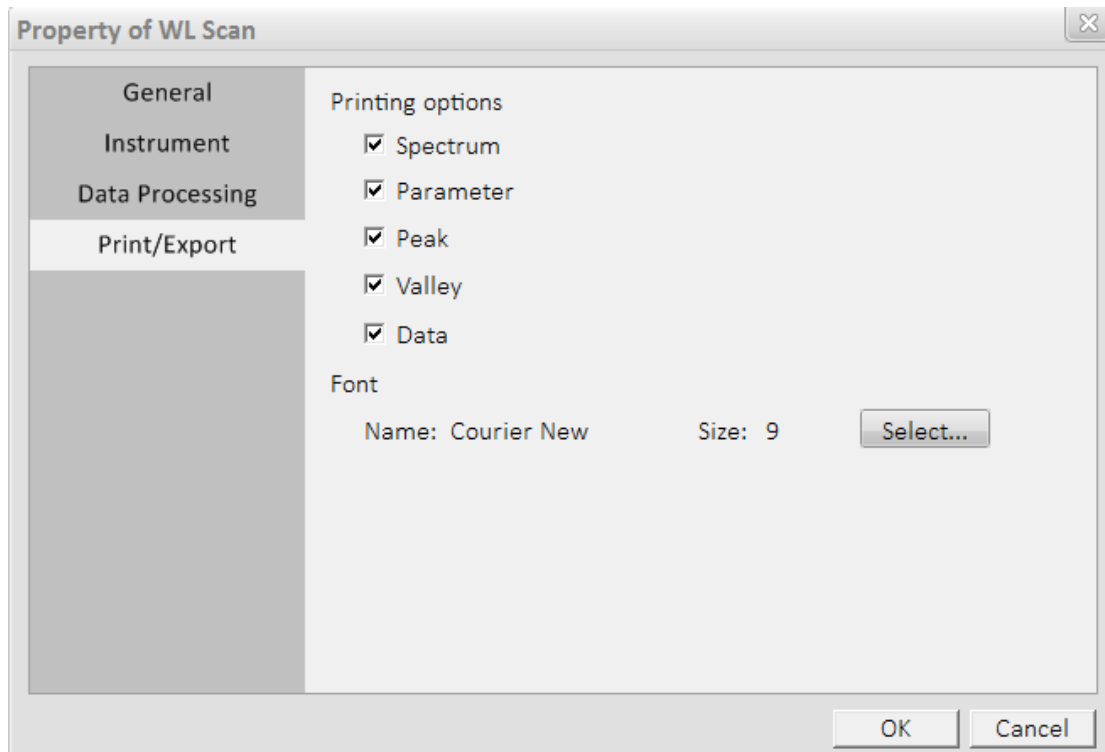 Property of WL Scan
General
Instrument
Data Processing
Print/Export
Printing options
Spectrum
Parameter
Peak
Valley
Data
Font
Name: Courier New Size: 9 Select...
OK Cancel